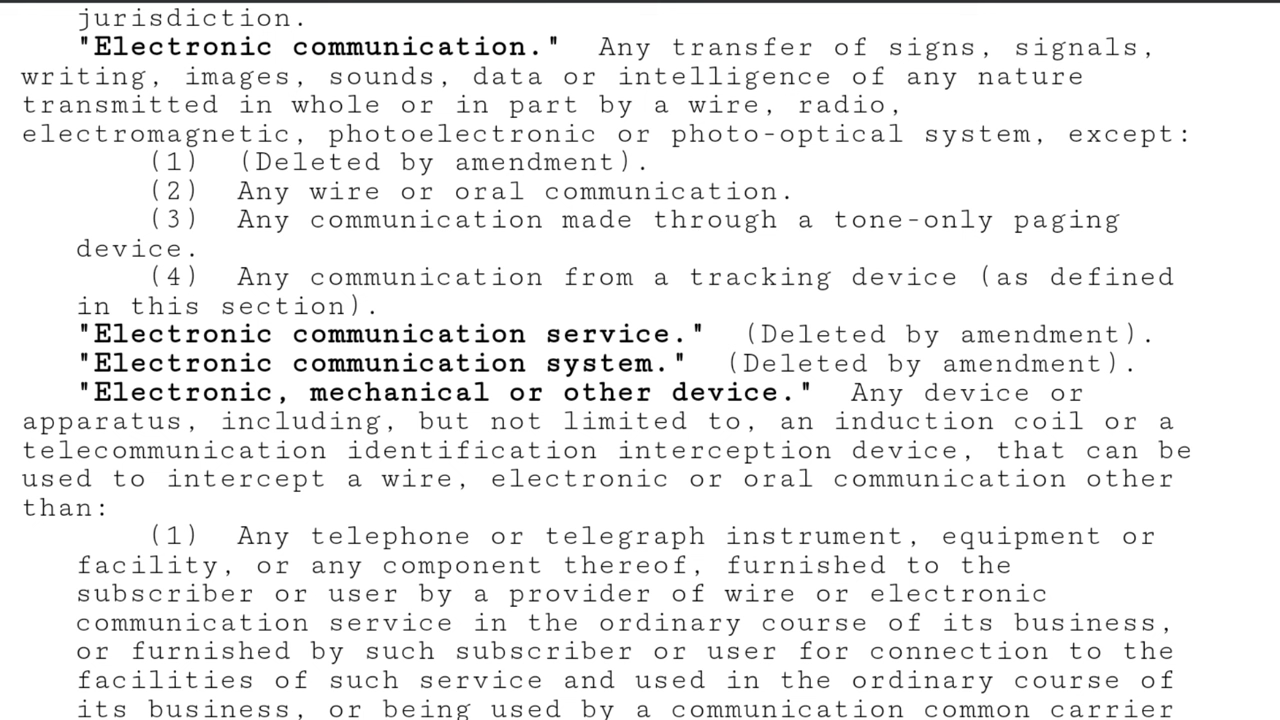 jurisdiction.
"Electronic communication." Any transfer of signs, signals,
writing, images, sounds, data or intelligence of any nature
transmitted in whole or in part by a wire, radio,
electromagnetic, photoelectronic or photo-optical system, except:
(1) (Deleted by amendment).
(2) Any wire or oral communication.
(3) Any communication made through a tone-only paging
device.
(4) Any communication from a tracking device (as defined
in this section).
"Electronic communication service." (Deleted by amendment).
"Electronic communication system." (Deleted by amendment).
"Electronic, mechanical or other device." Any device or
apparatus, including, but not limited to, an induction coil or a
telecommunication identification interception device, that can be
used to intercept a wire, electronic or oral communication other
than:
(1) Any telephone or telegraph instrument, equipment or
facility, or any component thereof, furnished to the
subscriber or user by a provider of wire or electronic
communication service in the ordinary course of its business,
or furnished by such subscriber or user for connection to the
facilities of such service and used in the ordinary course of
its business, or being used by a communication common carrier